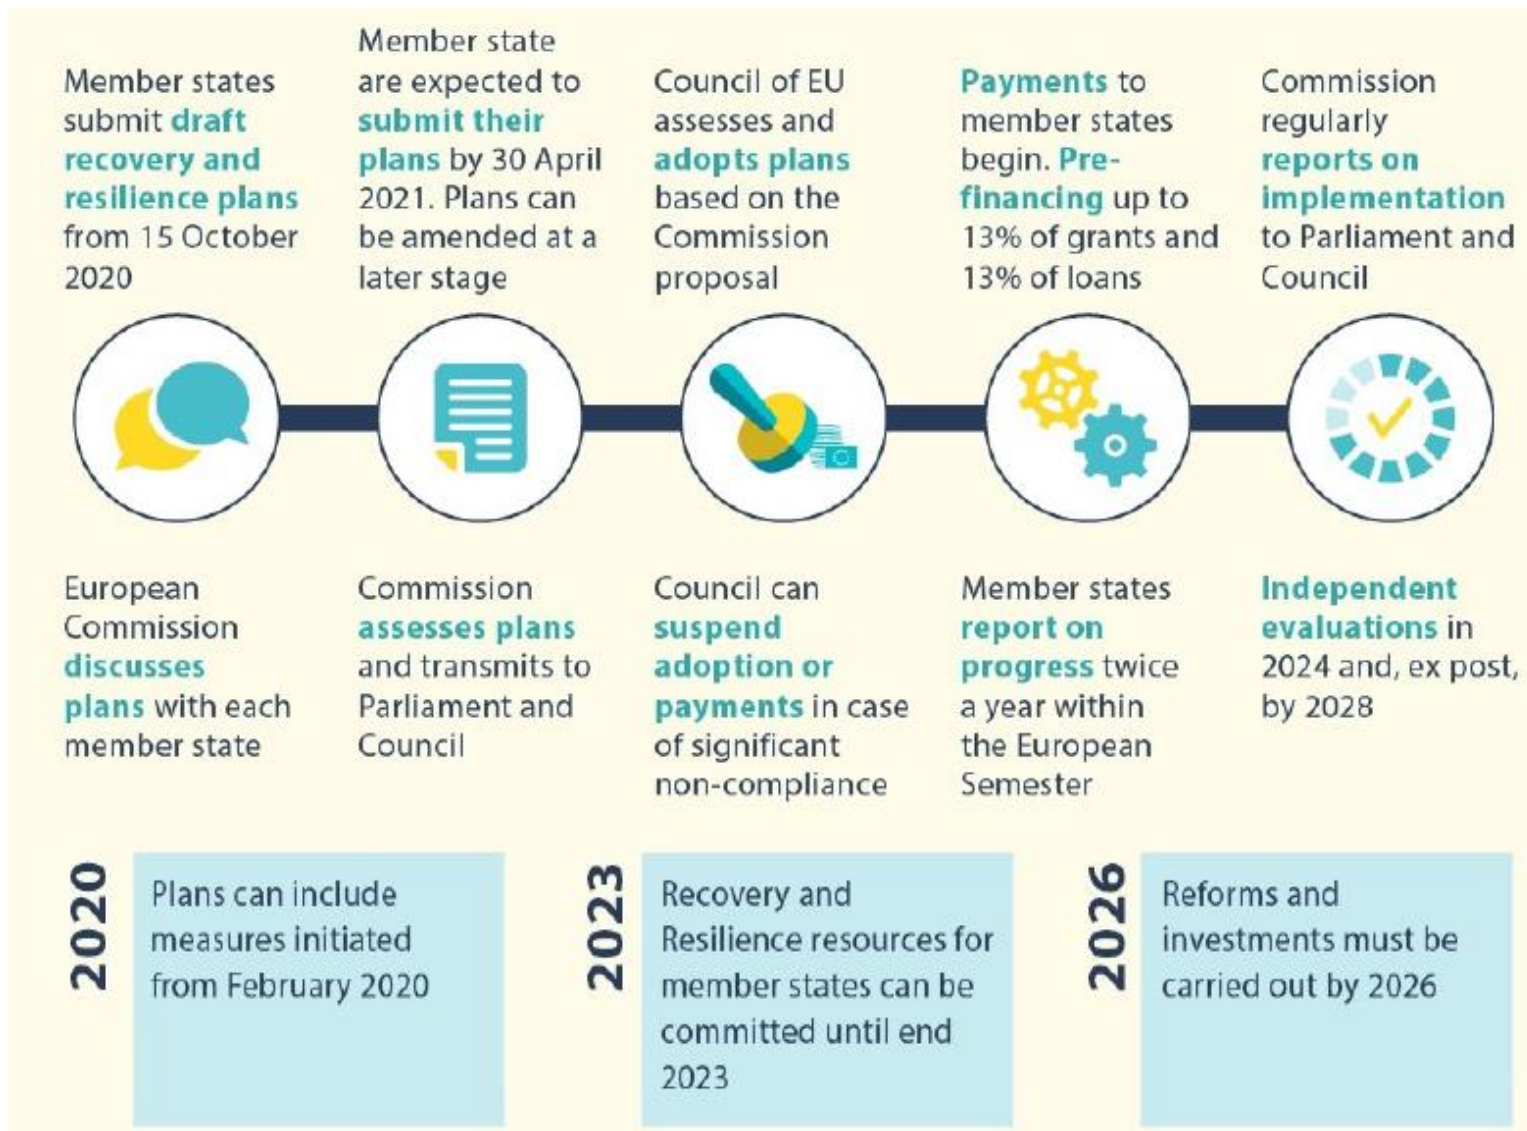 Member states
submit draft
recovery and
resilience plans
from 15 October
2020
Member state
are expected to
submit their
plans by 30 April
2021. Plans can
be amended at a
later stage
Council of EU
assesses and
adopts plans
based on the
Commission
proposal
Payments to
member states
begin. Pre-
financing up to
13% of grants and
13% of loans
Commission
regularly
reports on
implementation
to Parliament and
Council
European
Commission
discusses
plans with each
member state
Commission
assesses plans
and transmits to
Parliament and
Council
Council can
suspend
adoption or
payments in case
of significant
non-compliance
Member states
report on
progress twice
a year within
the European
Semester
Independent
evaluations in
2024 and, ex post,
by 2028
2020
Plans can include
measures initiated
from February 2020
2023
Recovery and
Resilience resources for
member states can be
committed until end
2023
2026
Reforms and
investments must be
carried out by 2026